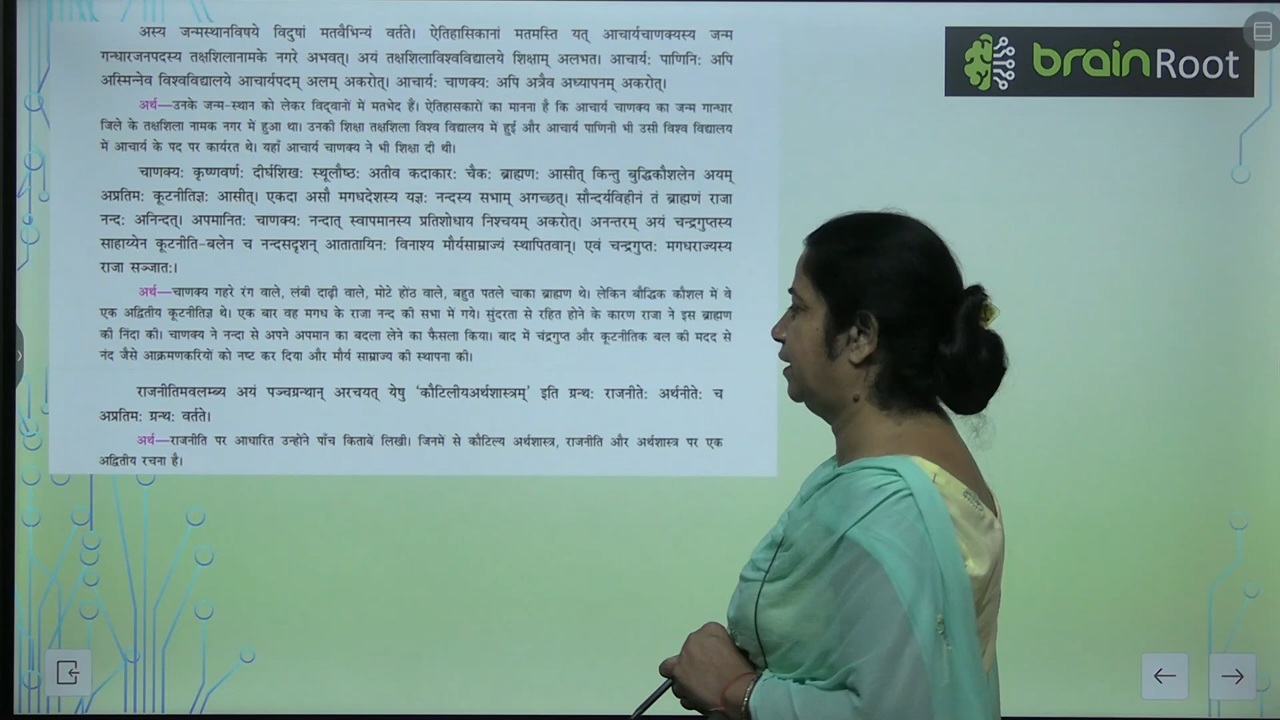 अस्य जन्मस्थानविषये विदुषां मतवैभिन्यं वर्तते। ऐतिहासिकानां मतमस्ति यत् आचार्यचाणक्यस्य जन्म
गन्धारजनपदस्य तक्षशिलानामके नगरे अभवत्। अयं तक्षशिलाविश्वविद्यालये शिक्षाम् अलभत। आचार्य: पाणिनि: अपि
अस्मिन्नेव विश्वविद्यालये आचार्यपदम् अलम् अकरोत्। आचार्य: चाणक्य: अपि अत्रैव अध्यापनम् अकरोत्।
अर्थ—उनके जन्म-स्थान को लेकर विद्वानों में मतभेद हैं। ऐतिहासकारों का मानना है कि आचार्य चाणक्य का जन्म गान्धार
जिले के तक्षशिला नामक नगर में हुआ था। उनकी शिक्षा तक्षशिला विश्व विद्यालय में हुई और आचार्य पाणिनी भी उसी विश्व विद्यालय
में आचार्य के पद पर कार्यरत थे। यहाँ आचार्य चाणक्य ने भी शिक्षा दी थी।
चाणक्य: कृष्णवर्ण: दीर्घशिख: स्थूलौष्ठ: अतीव कदाकार: चैक: ब्राह्मण: आसीत् किन्तु बुद्धिकौशलेन अयम्
अप्रतिम: कूटनीतिज्ञ: आसीत्। एकदा असौ मगधदेशस्य यज्ञ: नन्दस्य सभाम् अगच्छत्। सौन्दर्यविहीनं तं ब्राह्मणं राजा
नन्द: अनिन्दत्। अपमानित: चाणक्य: नन्दात् स्वापमानस्य प्रतिशोधाय निश्चयम् अकरोत्। अनन्तरम् अयं चन्द्रगुप्तस्य
साहाय्येन कूटनीति-बलेन च नन्दसदृशन् आतातायिन: विनाश्य मौर्यसाम्राज्यं स्थापितवान्। एवं चन्द्रगुप्त: मगधराज्यस्य
राजा सञ्जात:।
अर्थ—चाणक्य गहरे रंग वाले, लंबी दाढ़ी वाले, मोटे होंठ वाले, बहुत पतले चाका ब्राह्मण थे। लेकिन बौद्धिक कौशल में वे
एक अद्वितीय कूटनीतिज्ञ थे। एक बार वह मगध के राजा नन्द की सभा में गये। सुंदरता से रहित होने के कारण राजा ने इस ब्राह्मण
की निंदा की। चाणक्य ने नन्दा से अपने अपमान का बदला लेने का फैसला किया। बाद में चंद्रगुप्त और कूटनीतिक बल की मदद से
नंद जैसे आक्रमणकारियों को नष्ट कर दिया और मौर्य साम्राज्य की स्थापना की।
राजनीतिमवलम्ब्य अयं पञ्चग्रन्थान् अरचयत् येषु ‘कौटिलीयअर्थशास्त्रम्’ इति ग्रन्थ: राजनीते: अर्थनीते: च
अप्रतिम: ग्रन्थ: वर्तते।
अर्थ—राजनीति पर आधारित उन्होंने पाँच किताबें लिखी। जिनमें से कौटिल्य अर्थशास्त्र, राजनीति और अर्थशास्त्र पर एक
अद्वितीय रचना है।
brainRoot